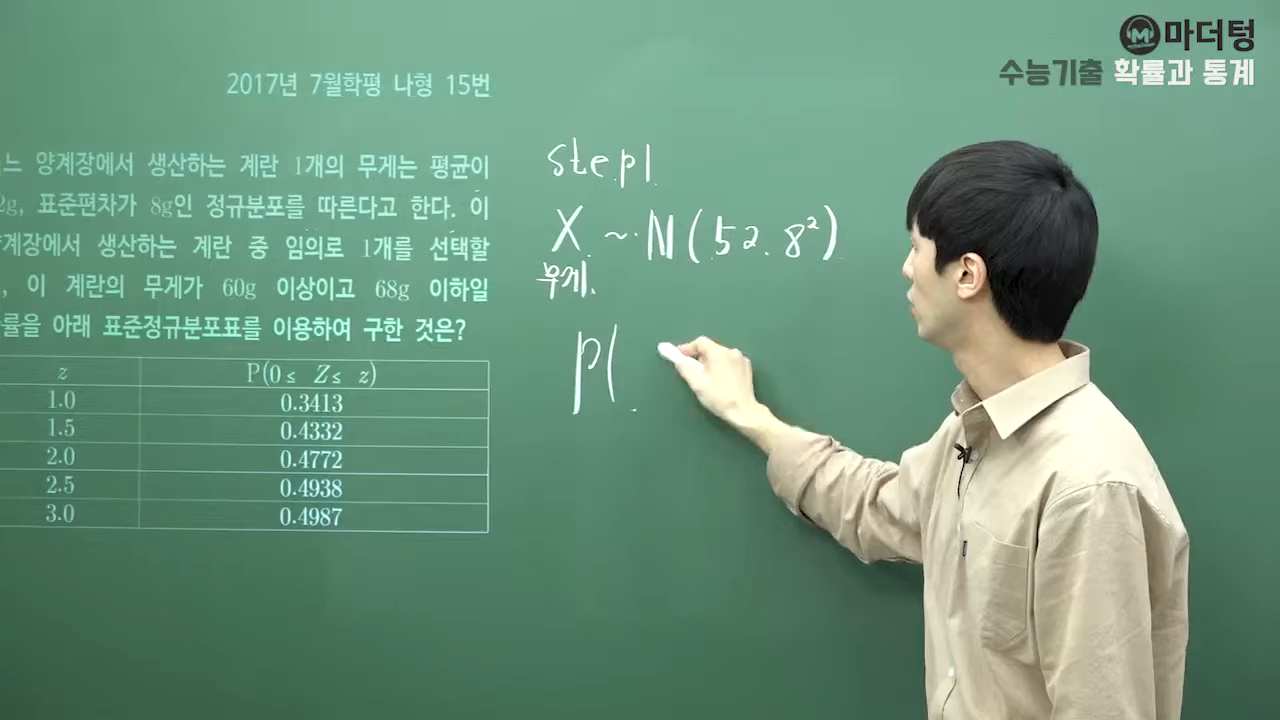 마더텅
수능기출 확률과 통계
2017년 7월학평 나형 15번
느 양계장에서 생산하는 계란 1개의 무게는 평균이
2g, 표준편차가 8g인 정규분포를 따른다고 한다. 이
계장에서 생산하는 계란 중 임의로 1개를 선택할
, 이 계란의 무게가 60g 이상이고 68g 이하일
률을 아래 표준정규분포표를 이용하여 구한 것은?
z P(0≤ Z≤ z)
1.0 0.3413
1.5 0.4332
2.0 0.4772
2.5 0.4938
3.0 0.4987
step1.
X ~ N(52. 8²)
무게.
P(